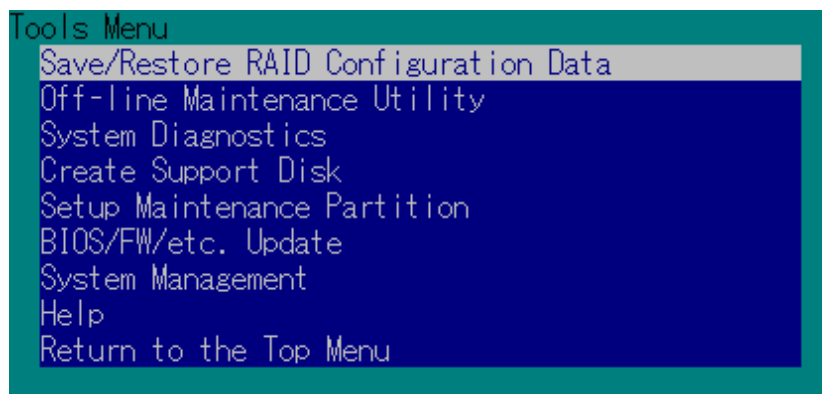 Tools Menu
Save/Restore RAID Configuration Data
Off-line Maintenance Utility
System Diagnostics
Create Support Disk
Setup Maintenance Partition
BIOS/FW/etc. Update
System Management
Help
Return to the Top Menu